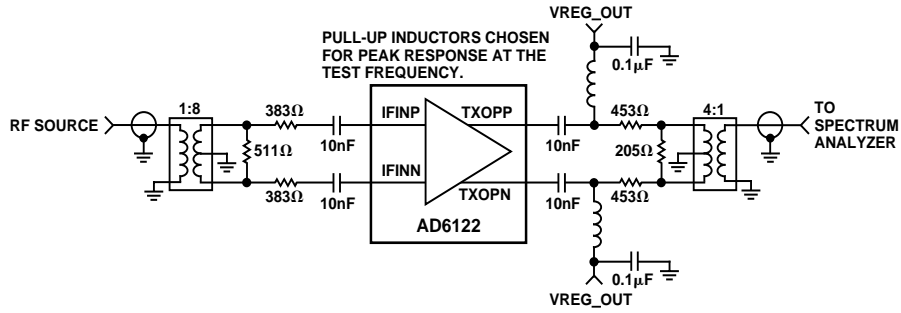 VREG_OUT
PULL-UP INDUCTORS CHOSEN
FOR PEAK RESPONSE AT THE
TEST FREQUENCY.
0.1µF
RF SOURCE
1:8
383Ω
IFINP
TXOPP
453Ω
4:1
TO
SPECTRUM
ANALYZER
10nF
10nF
511Ω
205Ω
IFINN
TXOPN
383Ω
10nF
10nF
453Ω
AD6122
0.1µF
VREG_OUT